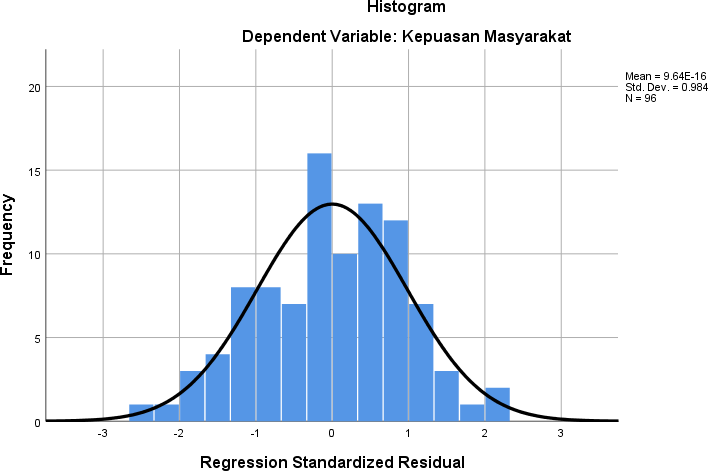 Histogram
Dependent Variable: Kepuasan Masyarakat
Mean = 9.64E-16
Std. Dev. = 0.984
N = 96
Frequency
20
15
10
5
0
-3 -2 -1 0 1 2 3
Regression Standardized Residual